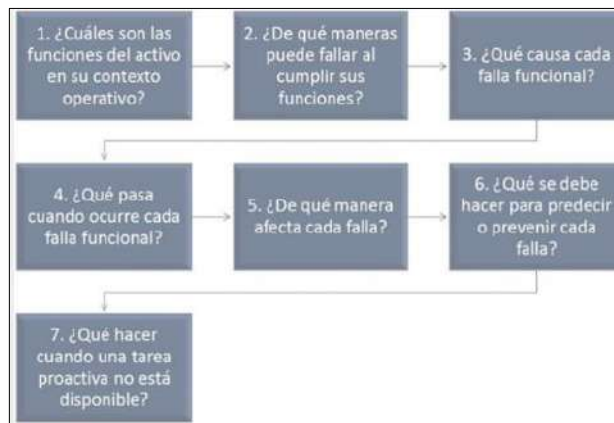 1. ¿Cuáles son las
funciones del activo
en su contexto
operativo?
2. ¿De qué maneras
puede fallar al
cumplir sus
funciones?
3. ¿Qué causa cada
falla funcional?
4. ¿Qué pasa
cuando ocurre cada
falla funcional?
5. ¿De qué manera
afecta cada falla?
6. ¿Qué se debe
hacer para predecir
o prevenir cada
falla?
7. ¿Qué hacer
cuando una tarea
proactiva no está
disponible?